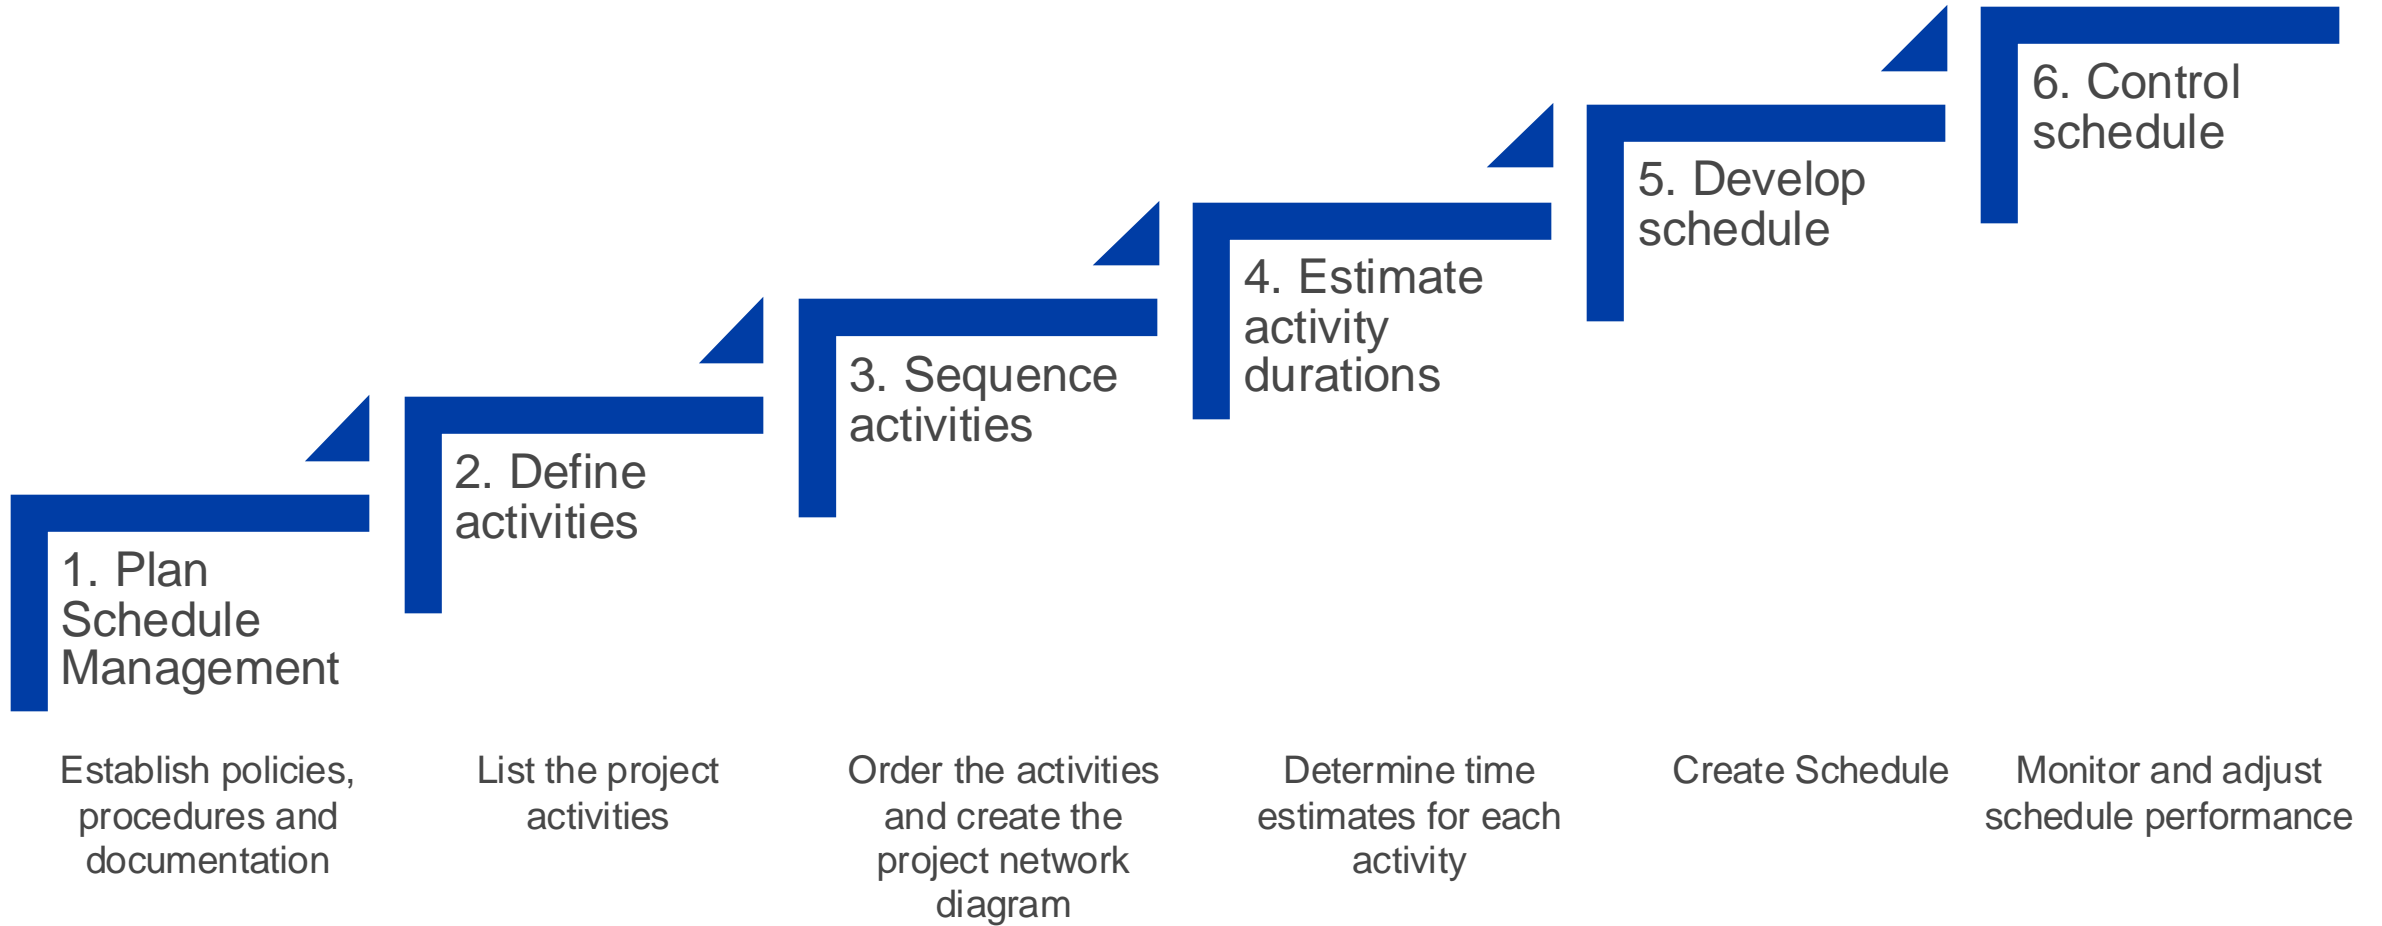 1. Plan
Schedule
Management
2. Define
activities
3. Sequence
activities
4. Estimate
activity
durations
5. Develop
schedule
6. Control
schedule
Establish policies,
procedures and
documentation
List the project
activities
Order the activities
and create the
project network
diagram
Determine time
estimates for each
activity
Create Schedule
Monitor and adjust
schedule performance